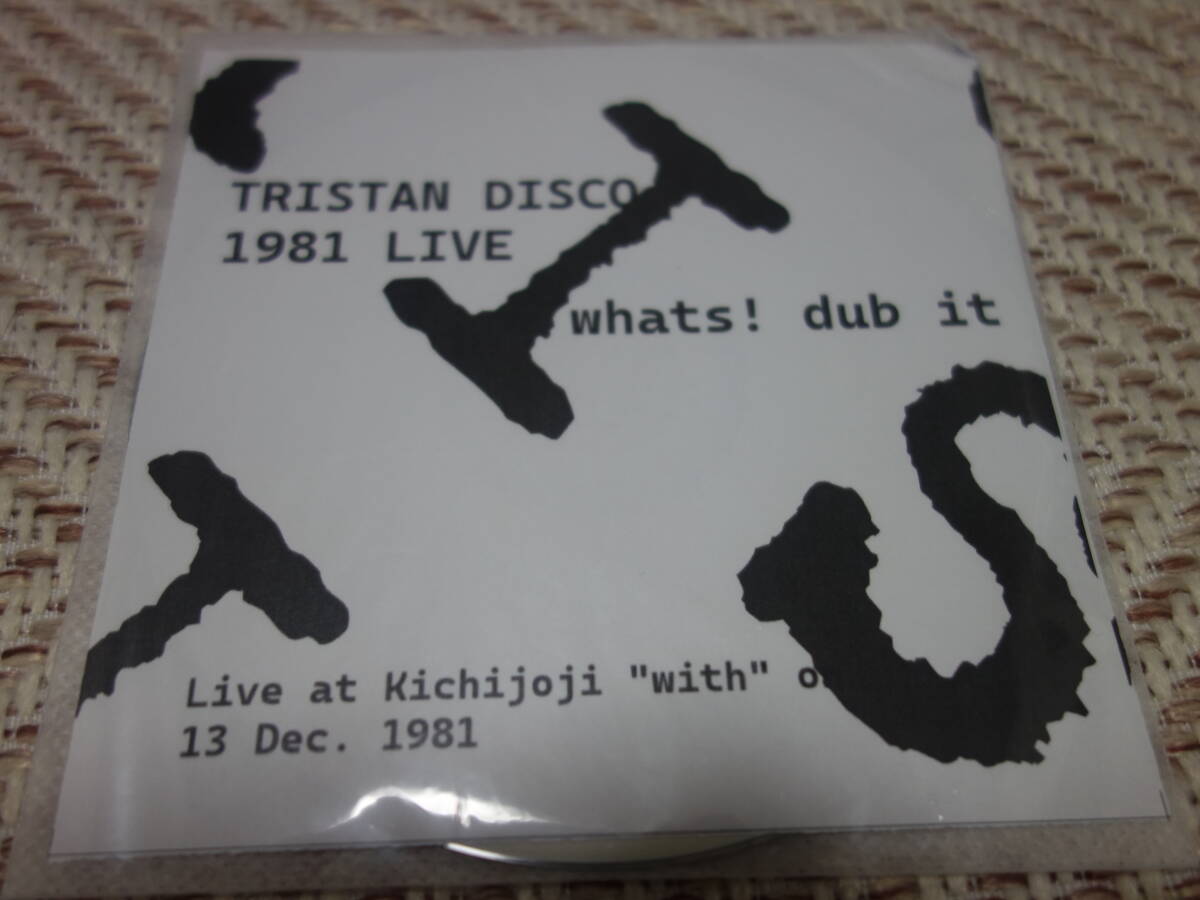 TRISTAN DISCO
1981 LIVE
whats! dub it
Live at Kichijoji "with"
13 Dec. 1981